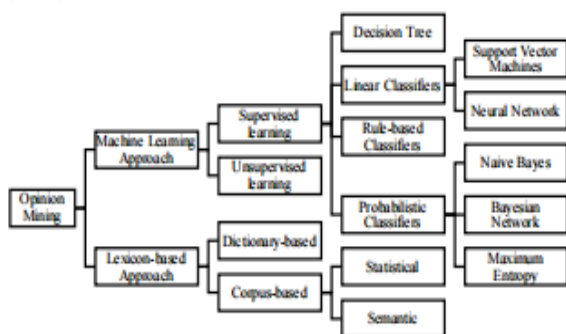 Decision Tree
Support Vector
Machines
Linear Classifiers
Supervised
learning
Neural Network
Machine Learning
Approach
Rule-based
Classifiers
Unsupervised
learning
Naive Bayes
Opinion
Mining
Probabilistic
Classifiers
Bayesian
Network
Dictionary-based
Lexicon-based
Approach
Statistical
Maximum
Entropy
Corpus-based
Semantic